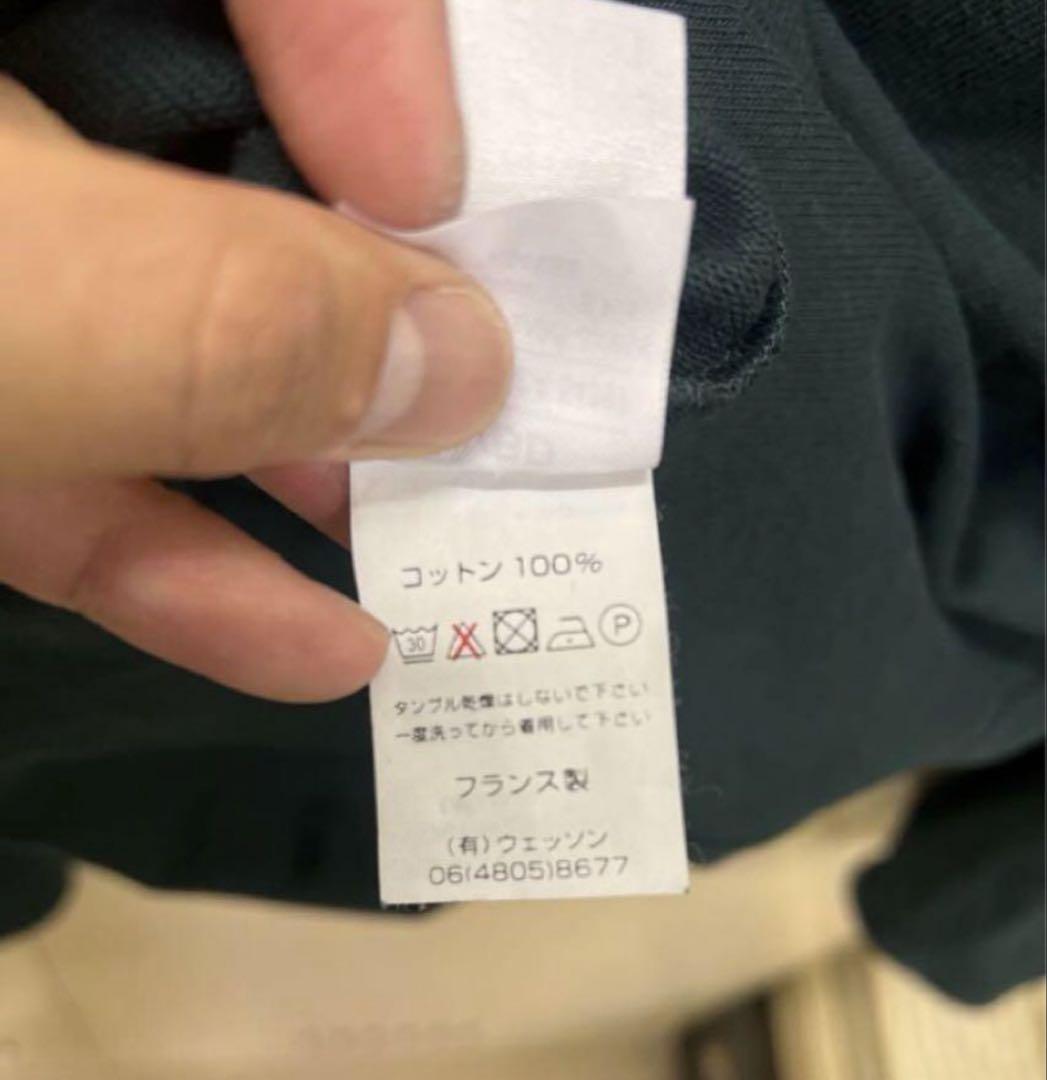 コットン 100%
30 P
タンブル乾燥はしないで下さい
一度洗ってから着用して下さい
フランス製
(有)ウェッソン
06(4805)8677